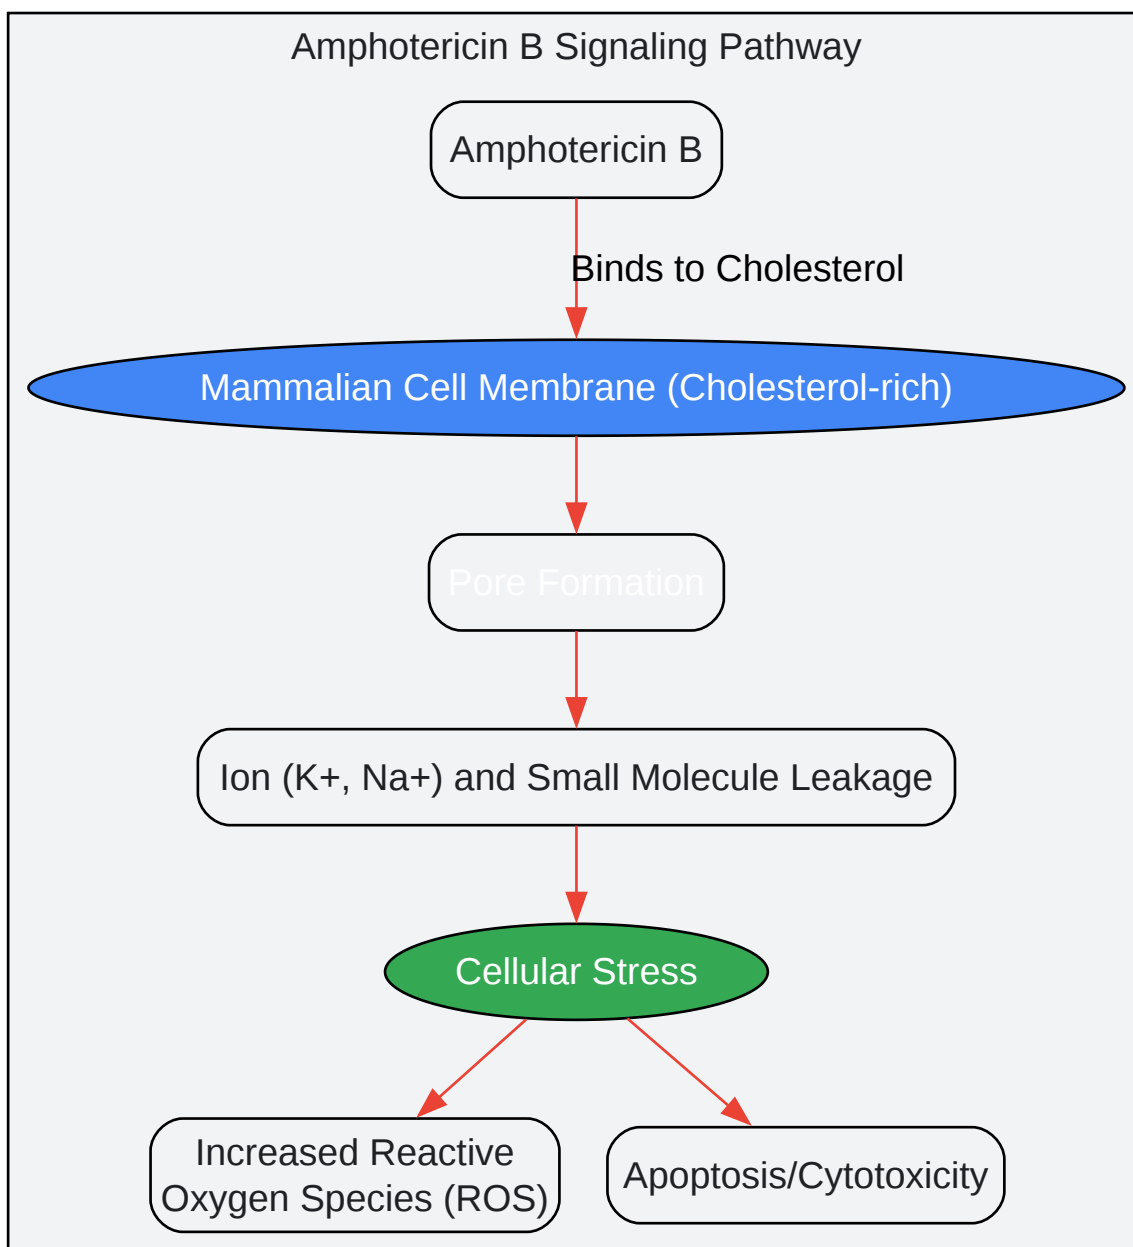 Amphotericin B Signaling Pathway
Amphotericin B
Binds to Cholesterol
Mammalian Cell Membrane (Cholesterol-rich)
Pore Formation
Ion (K+, Na+) and Small Molecule Leakage
Cellular Stress
Increased Reactive
Oxygen Species (ROS)
Apoptosis/Cytotoxicity